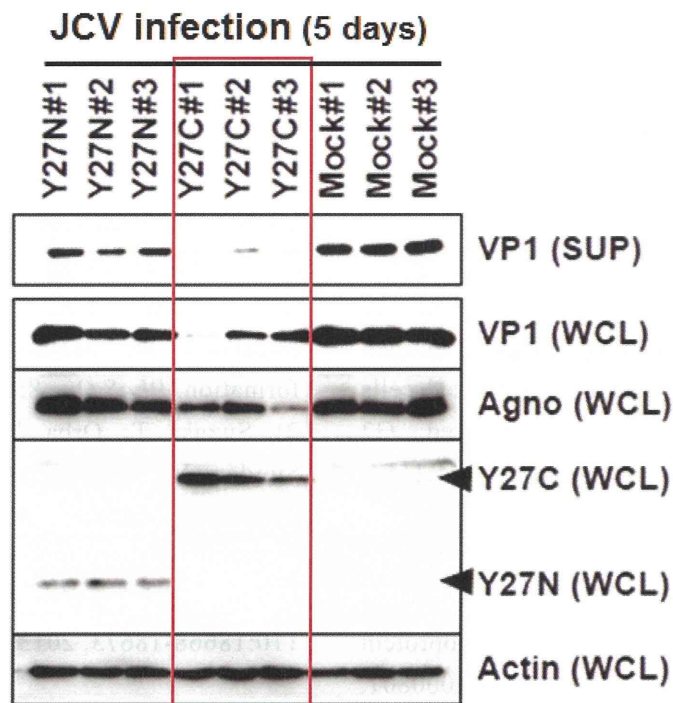 JCV infection (5 days)
Y27N#1
Y27N#2
Y27N#3
Y27C#1
Y27C#2
Y27C#3
Mock#1
Mock#2
Mock#3
VP1 (SUP)
VP1 (WCL)
Agno (WCL)
Y27C (WCL)
Y27N (WCL)
Actin (WCL)